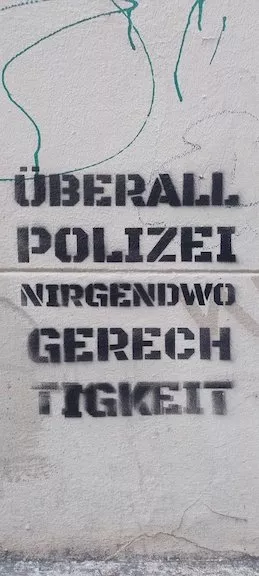 ÜBERALL
POLIZEI
NIRGENDWO
GERECH
TIGKEIT